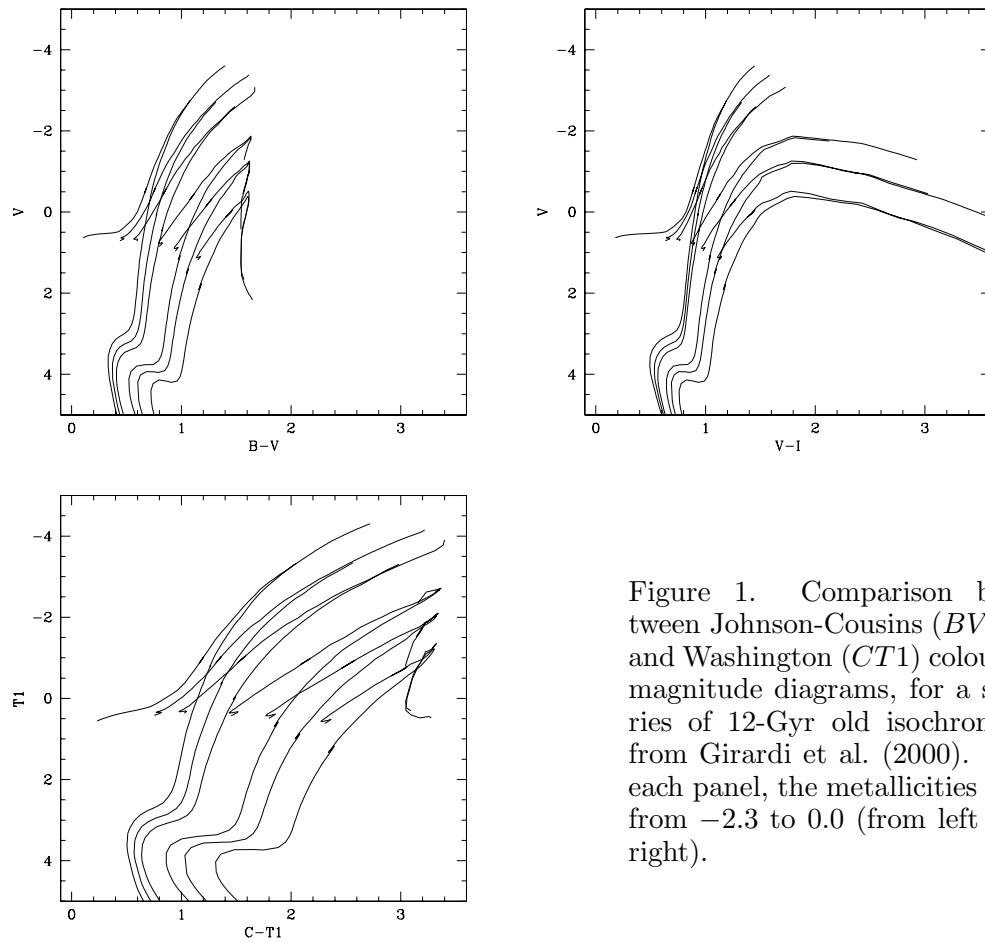 −4
−2
0
2
4
V
0
1
2
3
B−V
−4
−2
0
2
4
V
0
1
2
3
V−I
−4
−2
0
2
4
T1
0
1
2
3
C−T1
Figure 1. Comparison b
tween Johnson-Cousins (BV
and Washington (CT1) colou
magnitude diagrams, for a s
ries of 12-Gyr old isochron
from Girardi et al. (2000).
each panel, the metallicities
from −2.3 to 0.0 (from left
right).